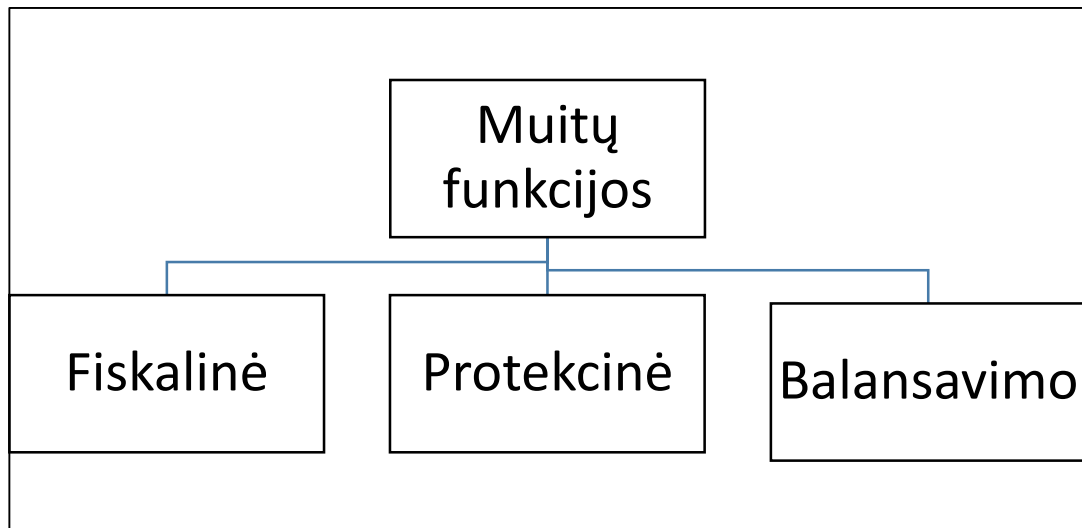 Muitų
funkcijos
Fiskalinė
Protekcinė
Balansavimo